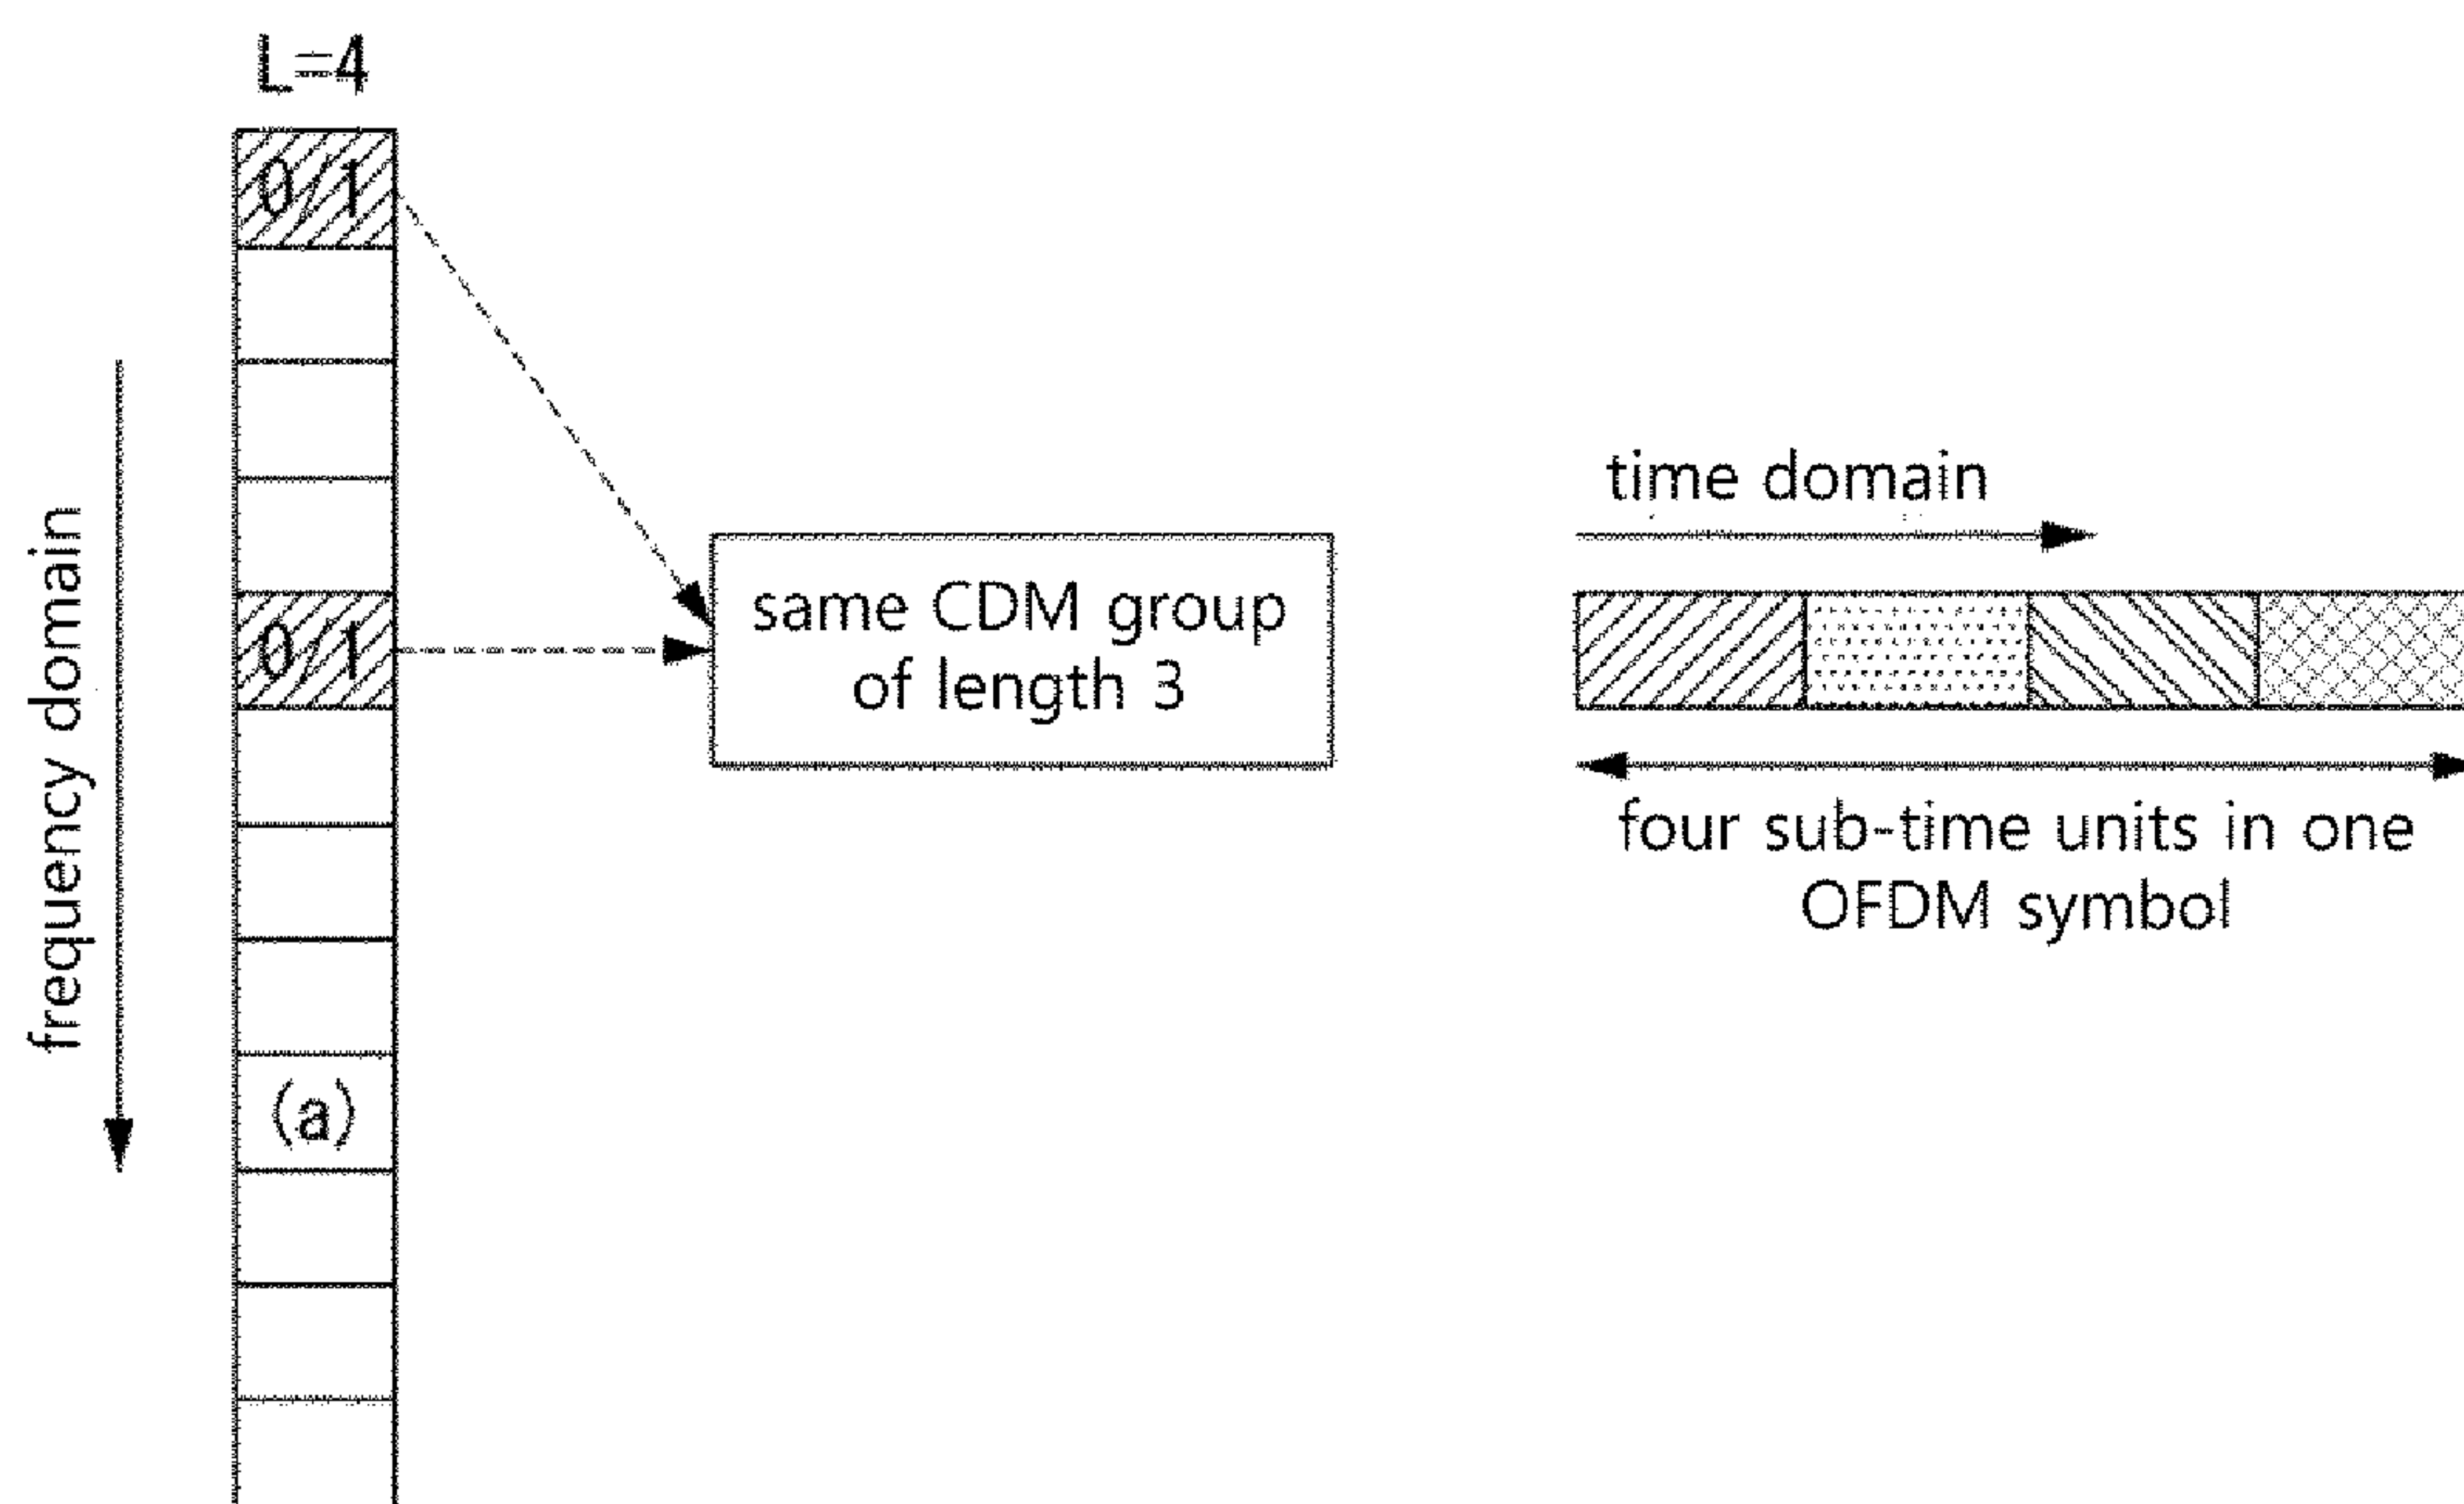 L=4
0/1
0/1
frequency domain
(a)
same CDM group
of length 3
time domain
four sub-time units in one
OFDM symbol